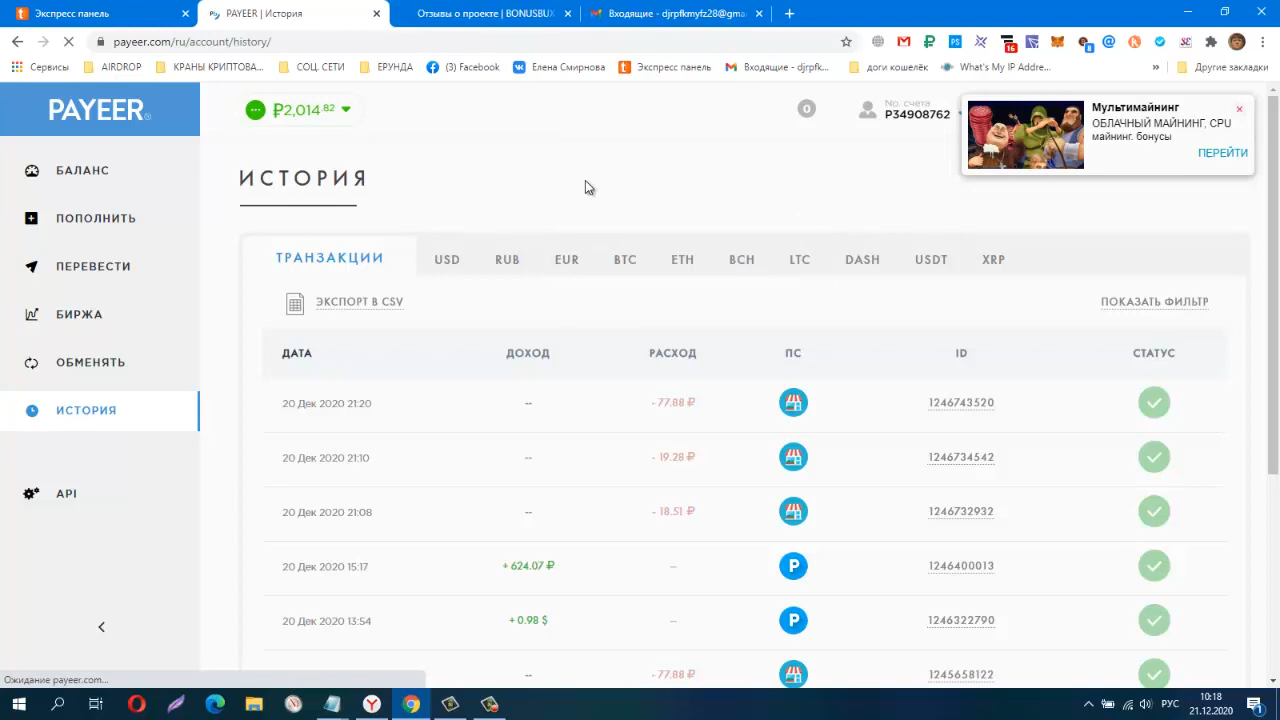 Экспресс панель
PAYEER | История
Отзывы о проекте | BONUSBUX
Входящие - djrpfkmyfz28@gma
payeer.com/ru/account/history/
Сервисы
AIRDROP
КРАНЫ КРИПТОВА...
СОЦ. СЕТИ
ЕРУНДА
(3) Facebook
Елена Смирнова
Экспресс панель
Входящие - djrpfk...
доги кошелёк
What's My IP Addre...
»
Другие закладки
16
8
PAYEER
₽2,014.82
0
No. счета
P34908762
Мультимайнинг
ОБЛАЧНЫЙ МАЙНИНГ, CPU
майнинг. бонусы
ПЕРЕЙТИ
БАЛАНС
ПОПОЛНИТЬ
ПЕРЕВЕСТИ
БИРЖА
ОБМЕНЯТЬ
ИСТОРИЯ
API
ИСТОРИЯ
ТРАНЗАКЦИИ USD RUB EUR BTC ETH BCH LTC DASH USDT XRP
ЭКСПОРТ В CSV
ПОКАЗАТЬ ФИЛЬТР
ДАТА ДОХОД РАСХОД ПС ID СТАТУС
20 Дек 2020 21:20 -- - 77.88 ₽ 1246743520
20 Дек 2020 21:10 -- - 19.28 ₽ 1246734542
20 Дек 2020 21:08 -- - 18.51 ₽ 1246732932
20 Дек 2020 15:17 + 624.07 ₽ -- P 1246400013
20 Дек 2020 13:54 + 0.98 $ -- P 1246322790
-- - 77.88 ₽ 1245658122
Ожидание payeer.com...
РУС
10:18
21.12.2020
1